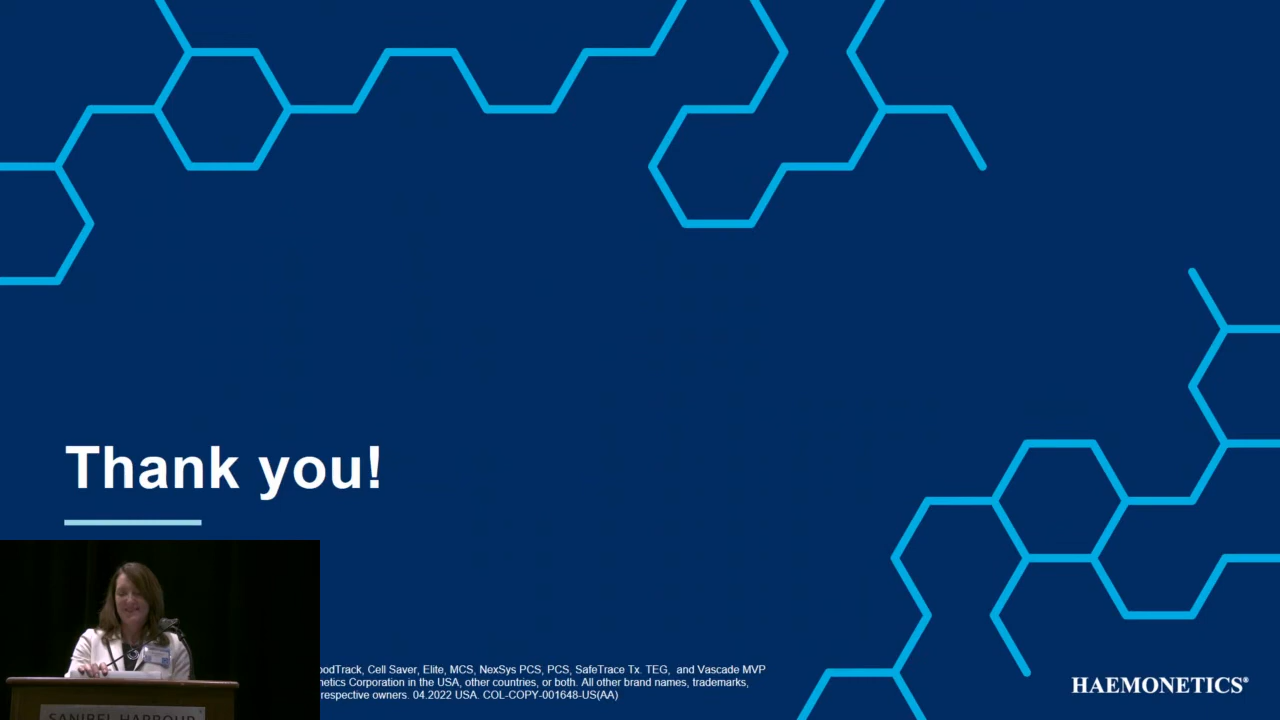 Thank you!
Cell Saver, Elite, MCS, NexSys PCS, PCS, SafeTrace Tx. TEG, and Vascade MVP
Corporation in the USA, other countries, or both. All other brand names, trademarks,
respective owners. 04.2022 USA. COL-COPY-001648-US(AA)
HAEMONETICS®
SANIBEL HARBOUR